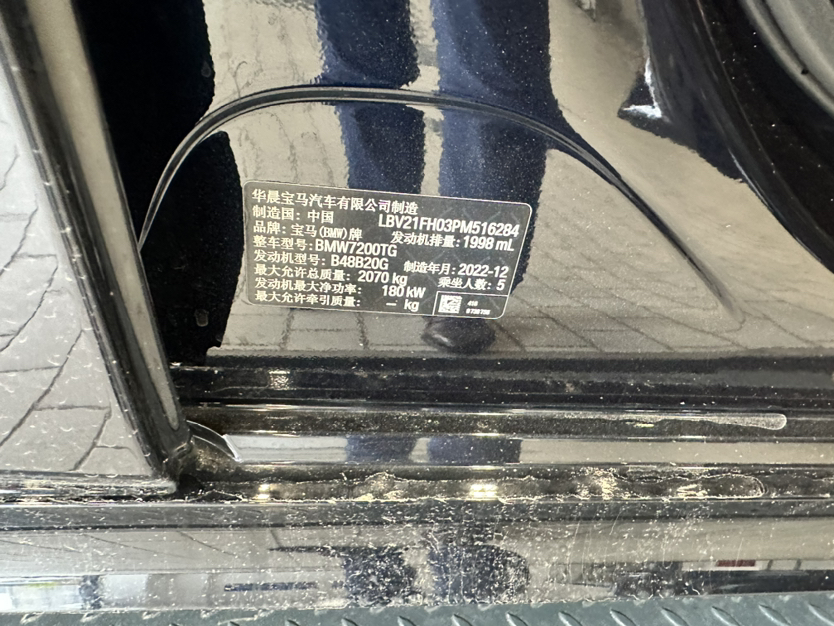 华晨宝马汽车有限公司制造
制造国: 中国 LBV21FH03PM516284
品牌: 宝马(BMW)牌 发动机排量: 1998 mL
整车型号: BMW7200TG
发动机型号: B48B20G 制造年月: 2022-12
最大允许总质量: 2070 kg 乘坐人数: 5
发动机最大净功率: 180 kW
最大允许牵引质量: — kg